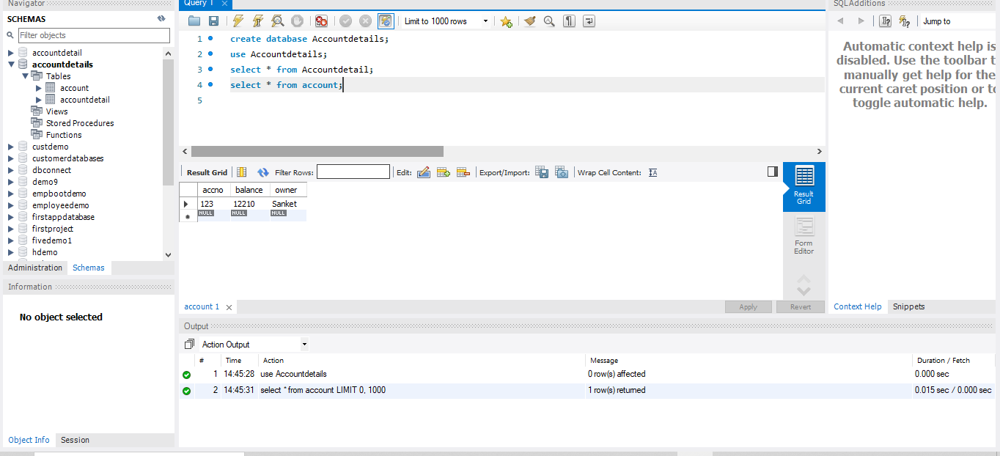 Navigator
SCHEMAS
Filter objects
accountdetail
accountdetails
Tables
account
accountdetail
Views
Stored Procedures
Functions
custdemo
customerdatabases
dbconnect
demo9
empbootdemo
employeedemo
firstappdatabase
firstproject
fivedemo1
hdemo
Administration Schemas
Information
No object selected
Object Info Session
Query 1
Limit to 1000 rows
1 create database Accountdetails;
2 use Accountdetails;
3 select * from Accountdetail;
4 select * from account;
5
Result Grid Filter Rows: Edit: Export/Import: Wrap Cell Content:
accno balance owner
123 12210 Sanket
NULL NULL NULL
Result
Grid
Form
Editor
account 1
Apply Revert
Output
Action Output
# Time Action Message Duration / Fetch
1 14:45:28 use Accountdetails 0 row(s) affected 0.000 sec
2 14:45:31 select * from account LIMIT 0, 1000 1 row(s) returned 0.015 sec / 0.000 sec
SQLAdditions
Jump to
Automatic context help is
disabled. Use the toolbar t
manually get help for the
current caret position or to
toggle automatic help.
Context Help Snippets